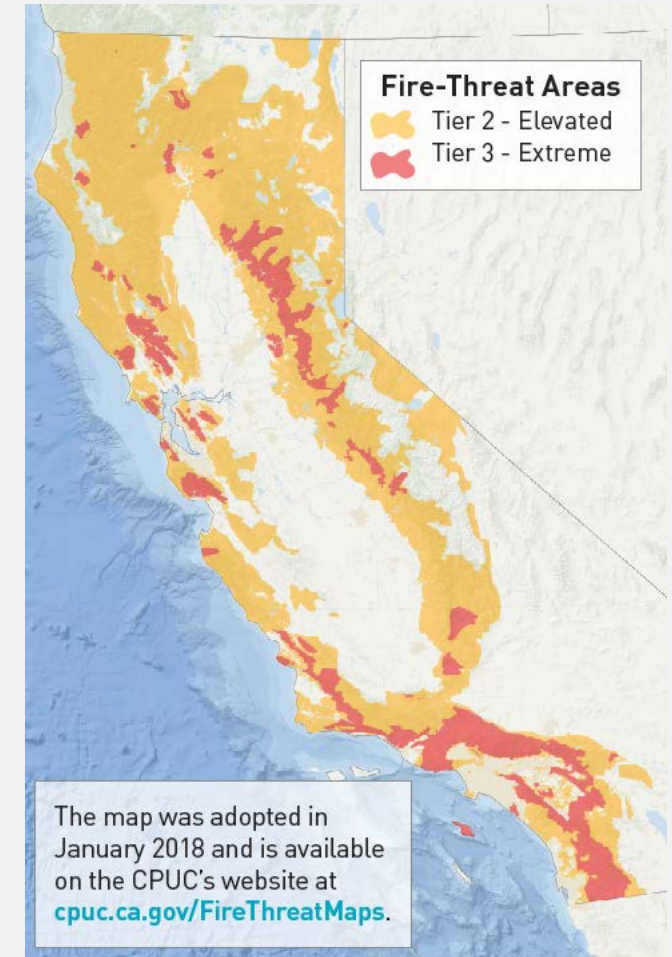 Fire-Threat Areas
Tier 2 - Elevated
Tier 3 - Extreme
The map was adopted in
January 2018 and is available
on the CPUC's website at
cpuc.ca.gov/FireThreatMaps.